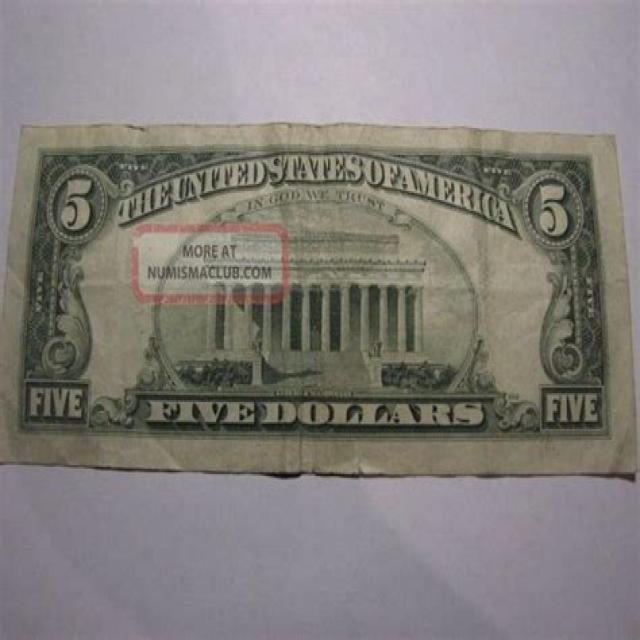 THE UNITED STATES OF AMERICA
IN GOD WE TRUST
5
5
MORE AT
NUMISMACLUB.COM
FIVE
FIVE DOLLARS
FIVE